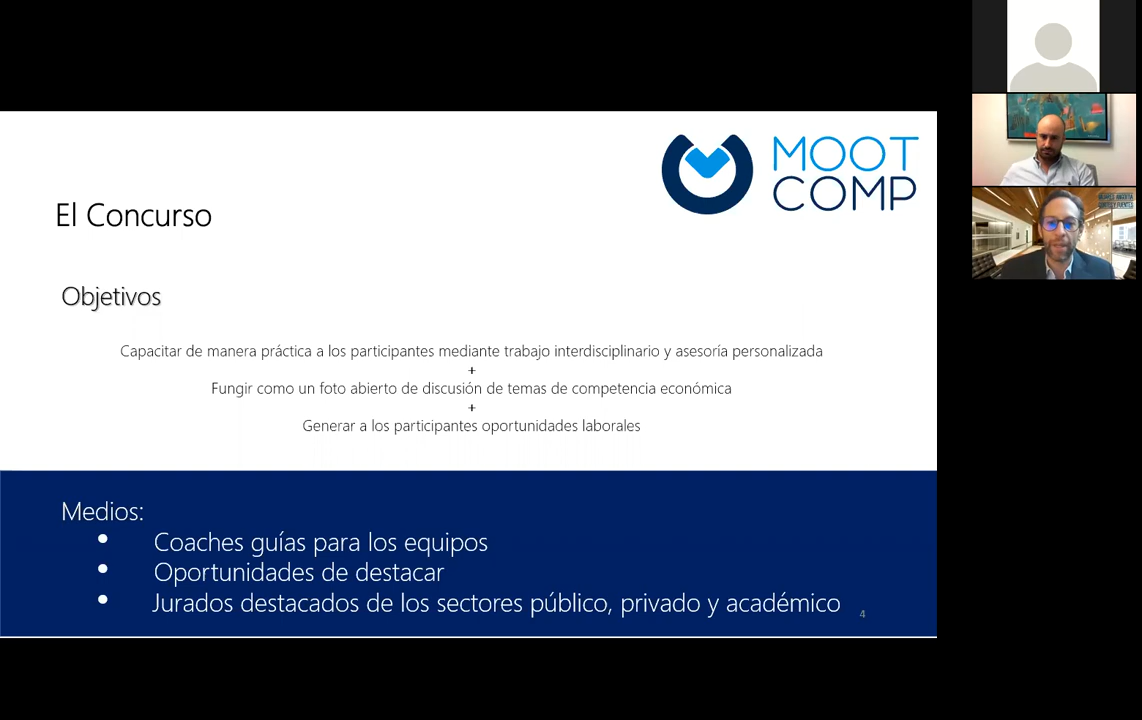 MOOT
COMP
El Concurso
Objetivos
Capacitar de manera práctica a los participantes mediante trabajo interdisciplinario y asesoría personalizada
+
Fungir como un foto abierto de discusión de temas de competencia económica
+
Generar a los participantes oportunidades laborales
Medios:
• Coaches guías para los equipos
• Oportunidades de destacar
• Jurados destacados de los sectores público, privado y académico
4